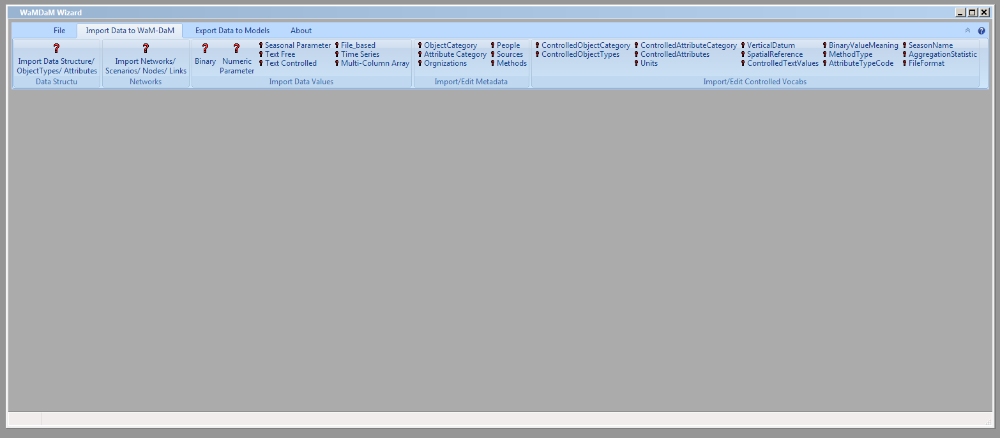 WaMDaM Wizard
File Import Data to WaM-DaM Export Data to Models About
Import Data Structure/
ObjectTypes/ Attributes
Data Structu
Import Networks/
Scenarios/ Nodes/ Links
Networks
Binary
Numeric
Parameter
Seasonal Parameter
Text Free
Text Controlled
File_based
Time Series
Multi-Column Array
Import Data Values
ObjectCategory
Attribute Category
Orgnizations
People
Sources
Methods
Import/Edit Metadata
ControlledObjectCategory
ControlledObjectTypes
ControlledAttributeCategory
ControlledAttributes
Units
VerticalDatum
SpatialReference
ControlledTextValues
BinaryValueMeaning
MethodType
AttributeTypeCode
SeasonName
AggregationStatistic
FileFormat
Import/Edit Controlled Vocabs